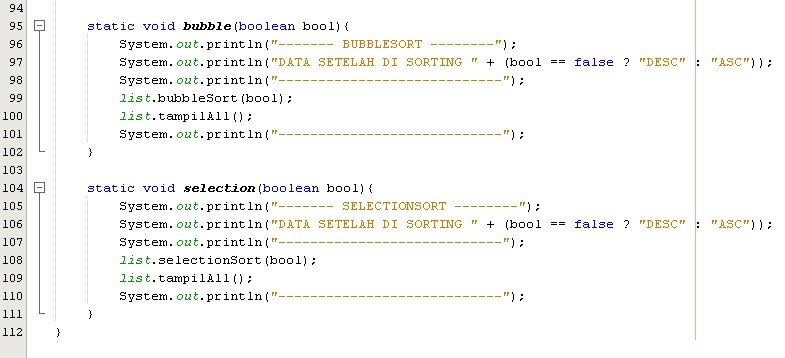 94
95 static void bubble(boolean bool){
96 System.out.println("------- BUBBLESORT --------");
97 System.out.println("DATA SETELAH DI SORTING " + (bool == false ? "DESC" : "ASC"));
98 System.out.println("----------------------------");
99 list.bubbleSort(bool);
100 list.tampilAll();
101 System.out.println("----------------------------");
102 }
103
104 static void selection(boolean bool){
105 System.out.println("------- SELECTIONSORT --------");
106 System.out.println("DATA SETELAH DI SORTING " + (bool == false ? "DESC" : "ASC"));
107 System.out.println("----------------------------");
108 list.selectionSort(bool);
109 list.tampilAll();
110 System.out.println("----------------------------");
111 }
112 }